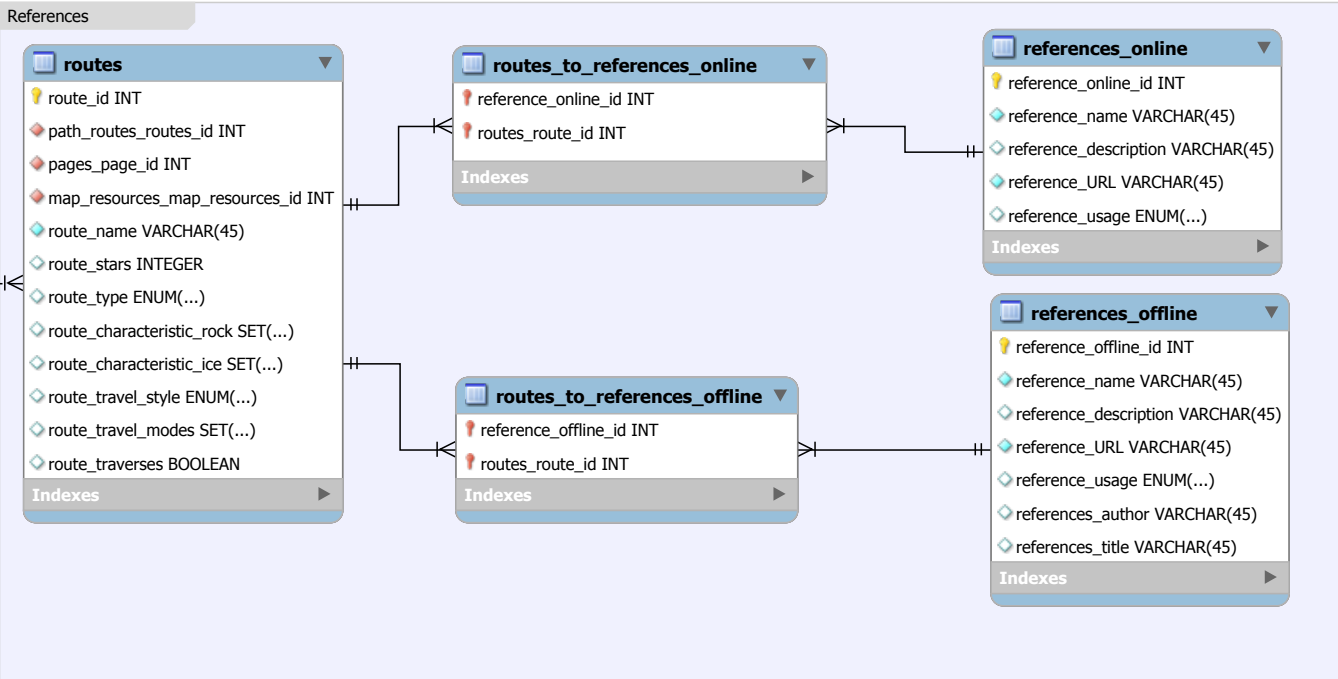 References
routes
route_id INT
path_routes_routes_id INT
pages_page_id INT
map_resources_map_resources_id INT
route_name VARCHAR(45)
route_stars INTEGER
route_type ENUM(...)
route_characteristic_rock SET(...)
route_characteristic_ice SET(...)
route_travel_style ENUM(...)
route_travel_modes SET(...)
route_traverses BOOLEAN
Indexes
routes_to_references_online
reference_online_id INT
routes_route_id INT
Indexes
references_online
reference_online_id INT
reference_name VARCHAR(45)
reference_description VARCHAR(45)
reference_URL VARCHAR(45)
reference_usage ENUM(...)
Indexes
routes_to_references_offline
reference_offline_id INT
routes_route_id INT
Indexes
references_offline
reference_offline_id INT
reference_name VARCHAR(45)
reference_description VARCHAR(45)
reference_URL VARCHAR(45)
reference_usage ENUM(...)
references_author VARCHAR(45)
references_title VARCHAR(45)
Indexes